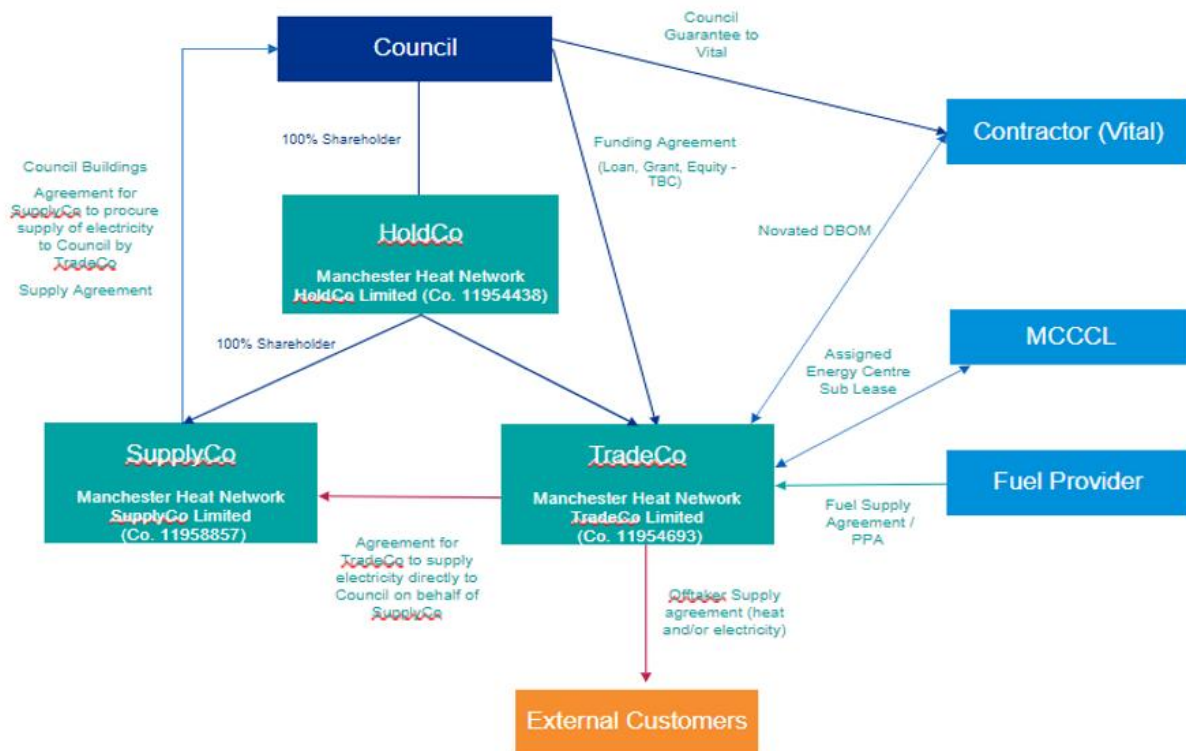 Council
Council
Guarantee to
Vital
Contractor (Vital)
100% Shareholder
Funding Agreement
(Loan, Grant, Equity -
TBC)
Council Buildings
Agreement for
SupplyCo to procure
supply of electricity
to Council by
TradeCo
Supply Agreement
HoldCo
Manchester Heat Network
HoldCo Limited (Co. 11954438)
Novated DBOM
MCCCL
100% Shareholder
Assigned
Energy Centre
Sub Lease
SupplyCo
Manchester Heat Network
SupplyCo Limited
(Co. 11958857)
TradeCo
Manchester Heat Network
TradeCo Limited
(Co. 11954693)
Fuel Provider
Fuel Supply
Agreement /
PPA
Agreement for
TradeCo to supply
electricity directly to
Council on behalf of
SupplyCo
Offtaker Supply
agreement (heat
and/or electricity)
External Customers